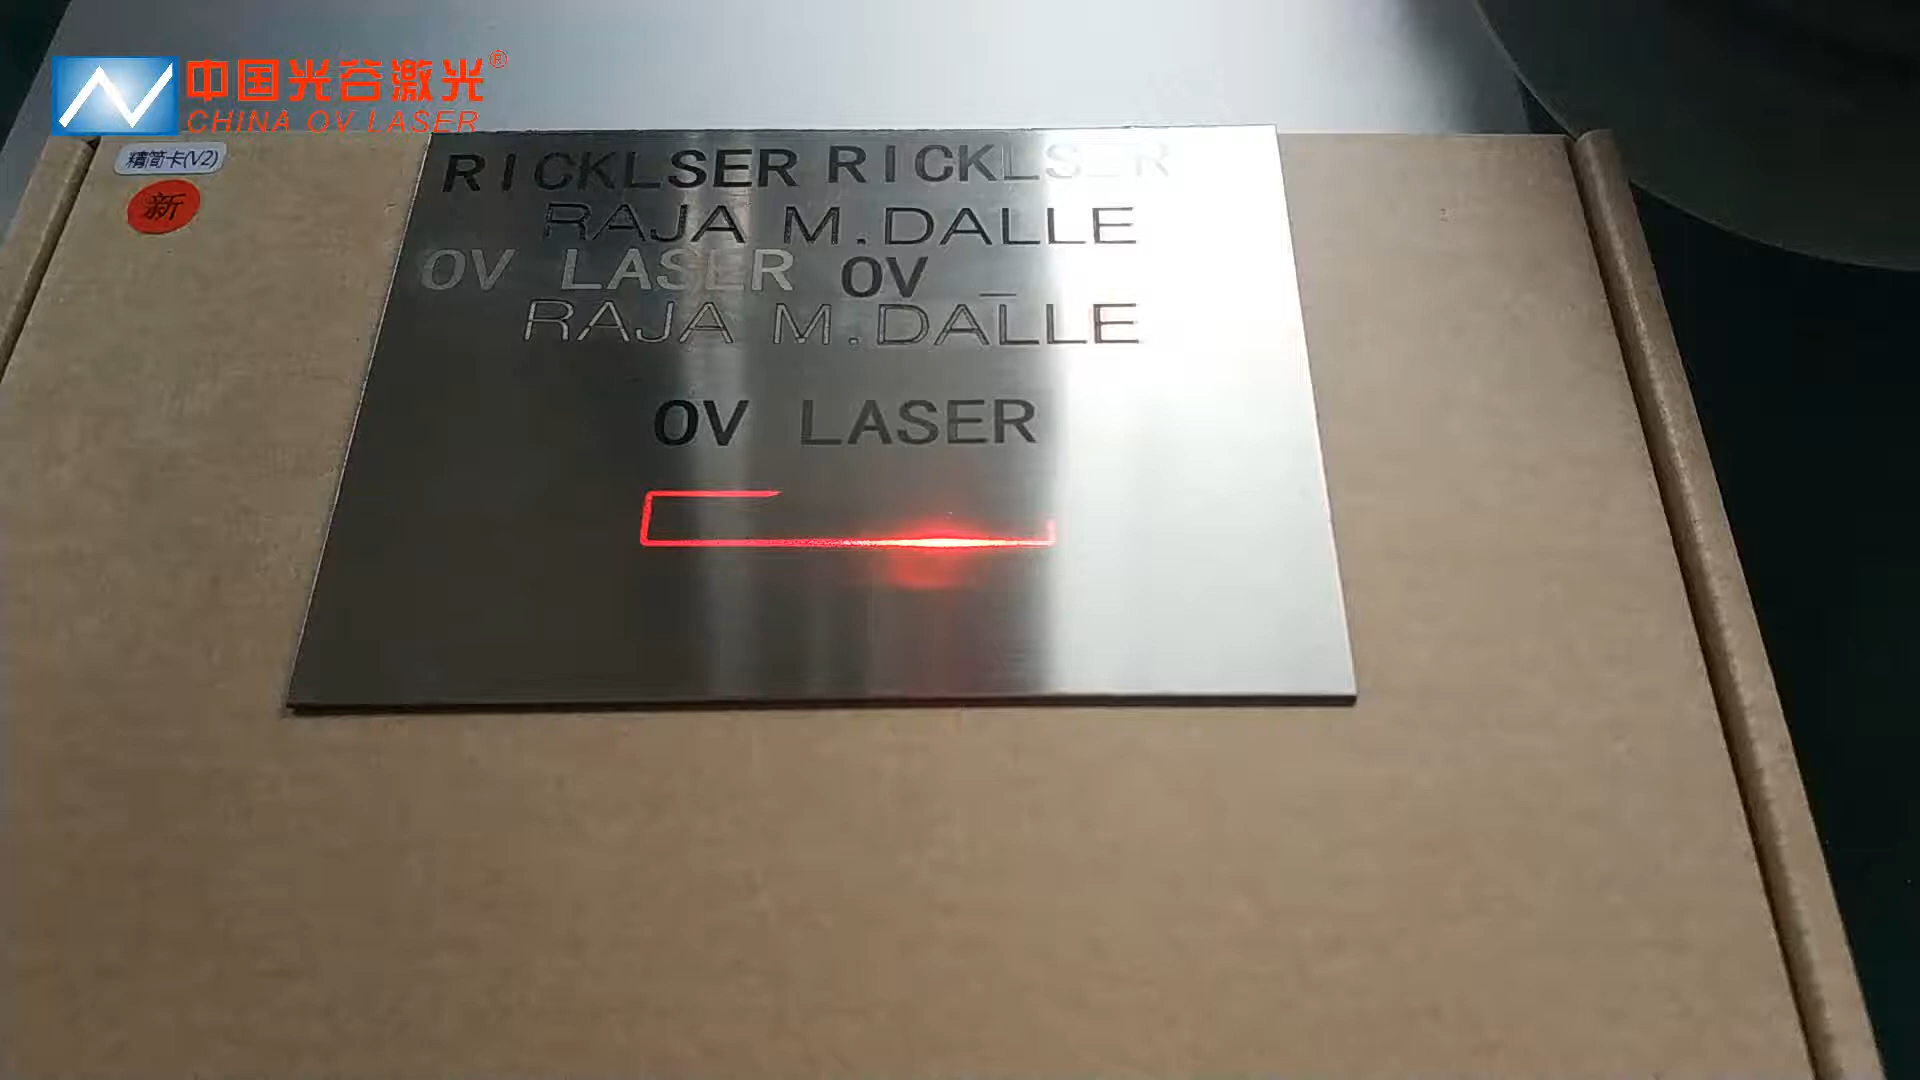 中国光谷激光®
CHINA OV LASER
精简卡(V2)
新
RICKLSER RICKLSER
RAJA M.DALLE
OV LASER OV _
RAJA M.DALLE
OV LASER